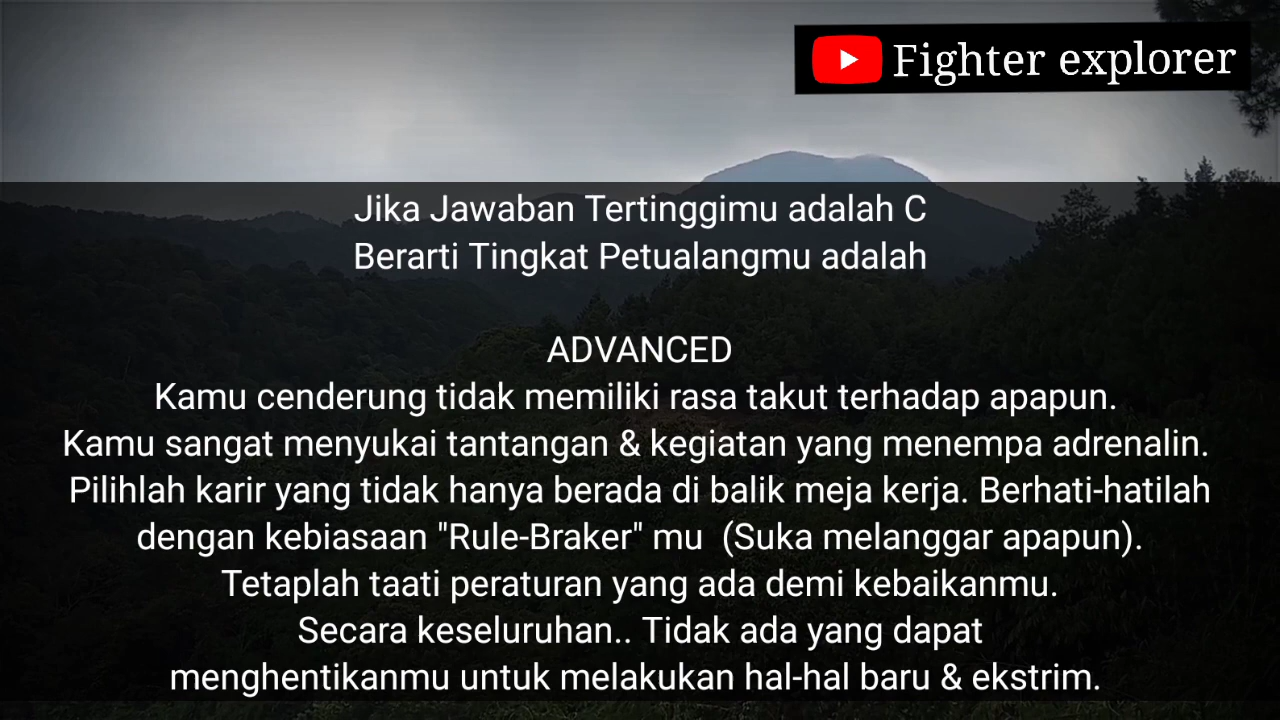 Fighter explorer
Jika Jawaban Tertinggimu adalah C
Berarti Tingkat Petualangmu adalah
ADVANCED
Kamu cenderung tidak memiliki rasa takut terhadap apapun.
Kamu sangat menyukai tantangan & kegiatan yang menempa adrenalin.
Pilihlah karir yang tidak hanya berada di balik meja kerja. Berhati-hatilah
dengan kebiasaan "Rule-Braker" mu (Suka melanggar apapun).
Tetaplah taati peraturan yang ada demi kebaikanmu.
Secara keseluruhan.. Tidak ada yang dapat
menghentikanmu untuk melakukan hal-hal baru & ekstrim.